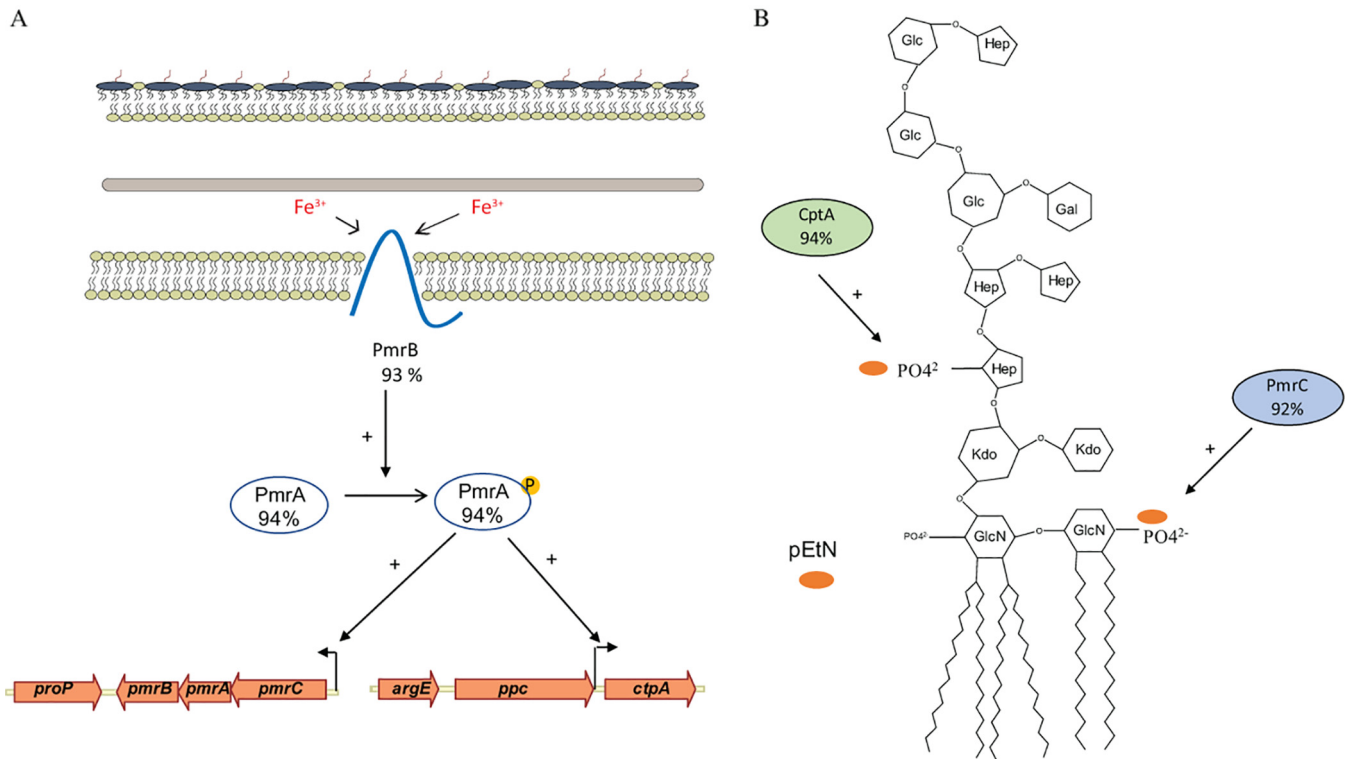 A
Fe³⁺
Fe³⁺
PmrB
93 %
+
PmrA
94%
PmrA
94%
P
+
+
proP
pmrB
pmrA
pmrC
argE
ppc
ctpA
B
Glc
O
Hep
O
Glc
O
Glc
O
Gal
CptA
94%
O
Hep
O
Hep
+
O
PO4²
Hep
PmrC
92%
O
Kdo
O
Kdo
+
O
PO4²⁻
GlcN
O
GlcN
PO4²⁻
pEtN